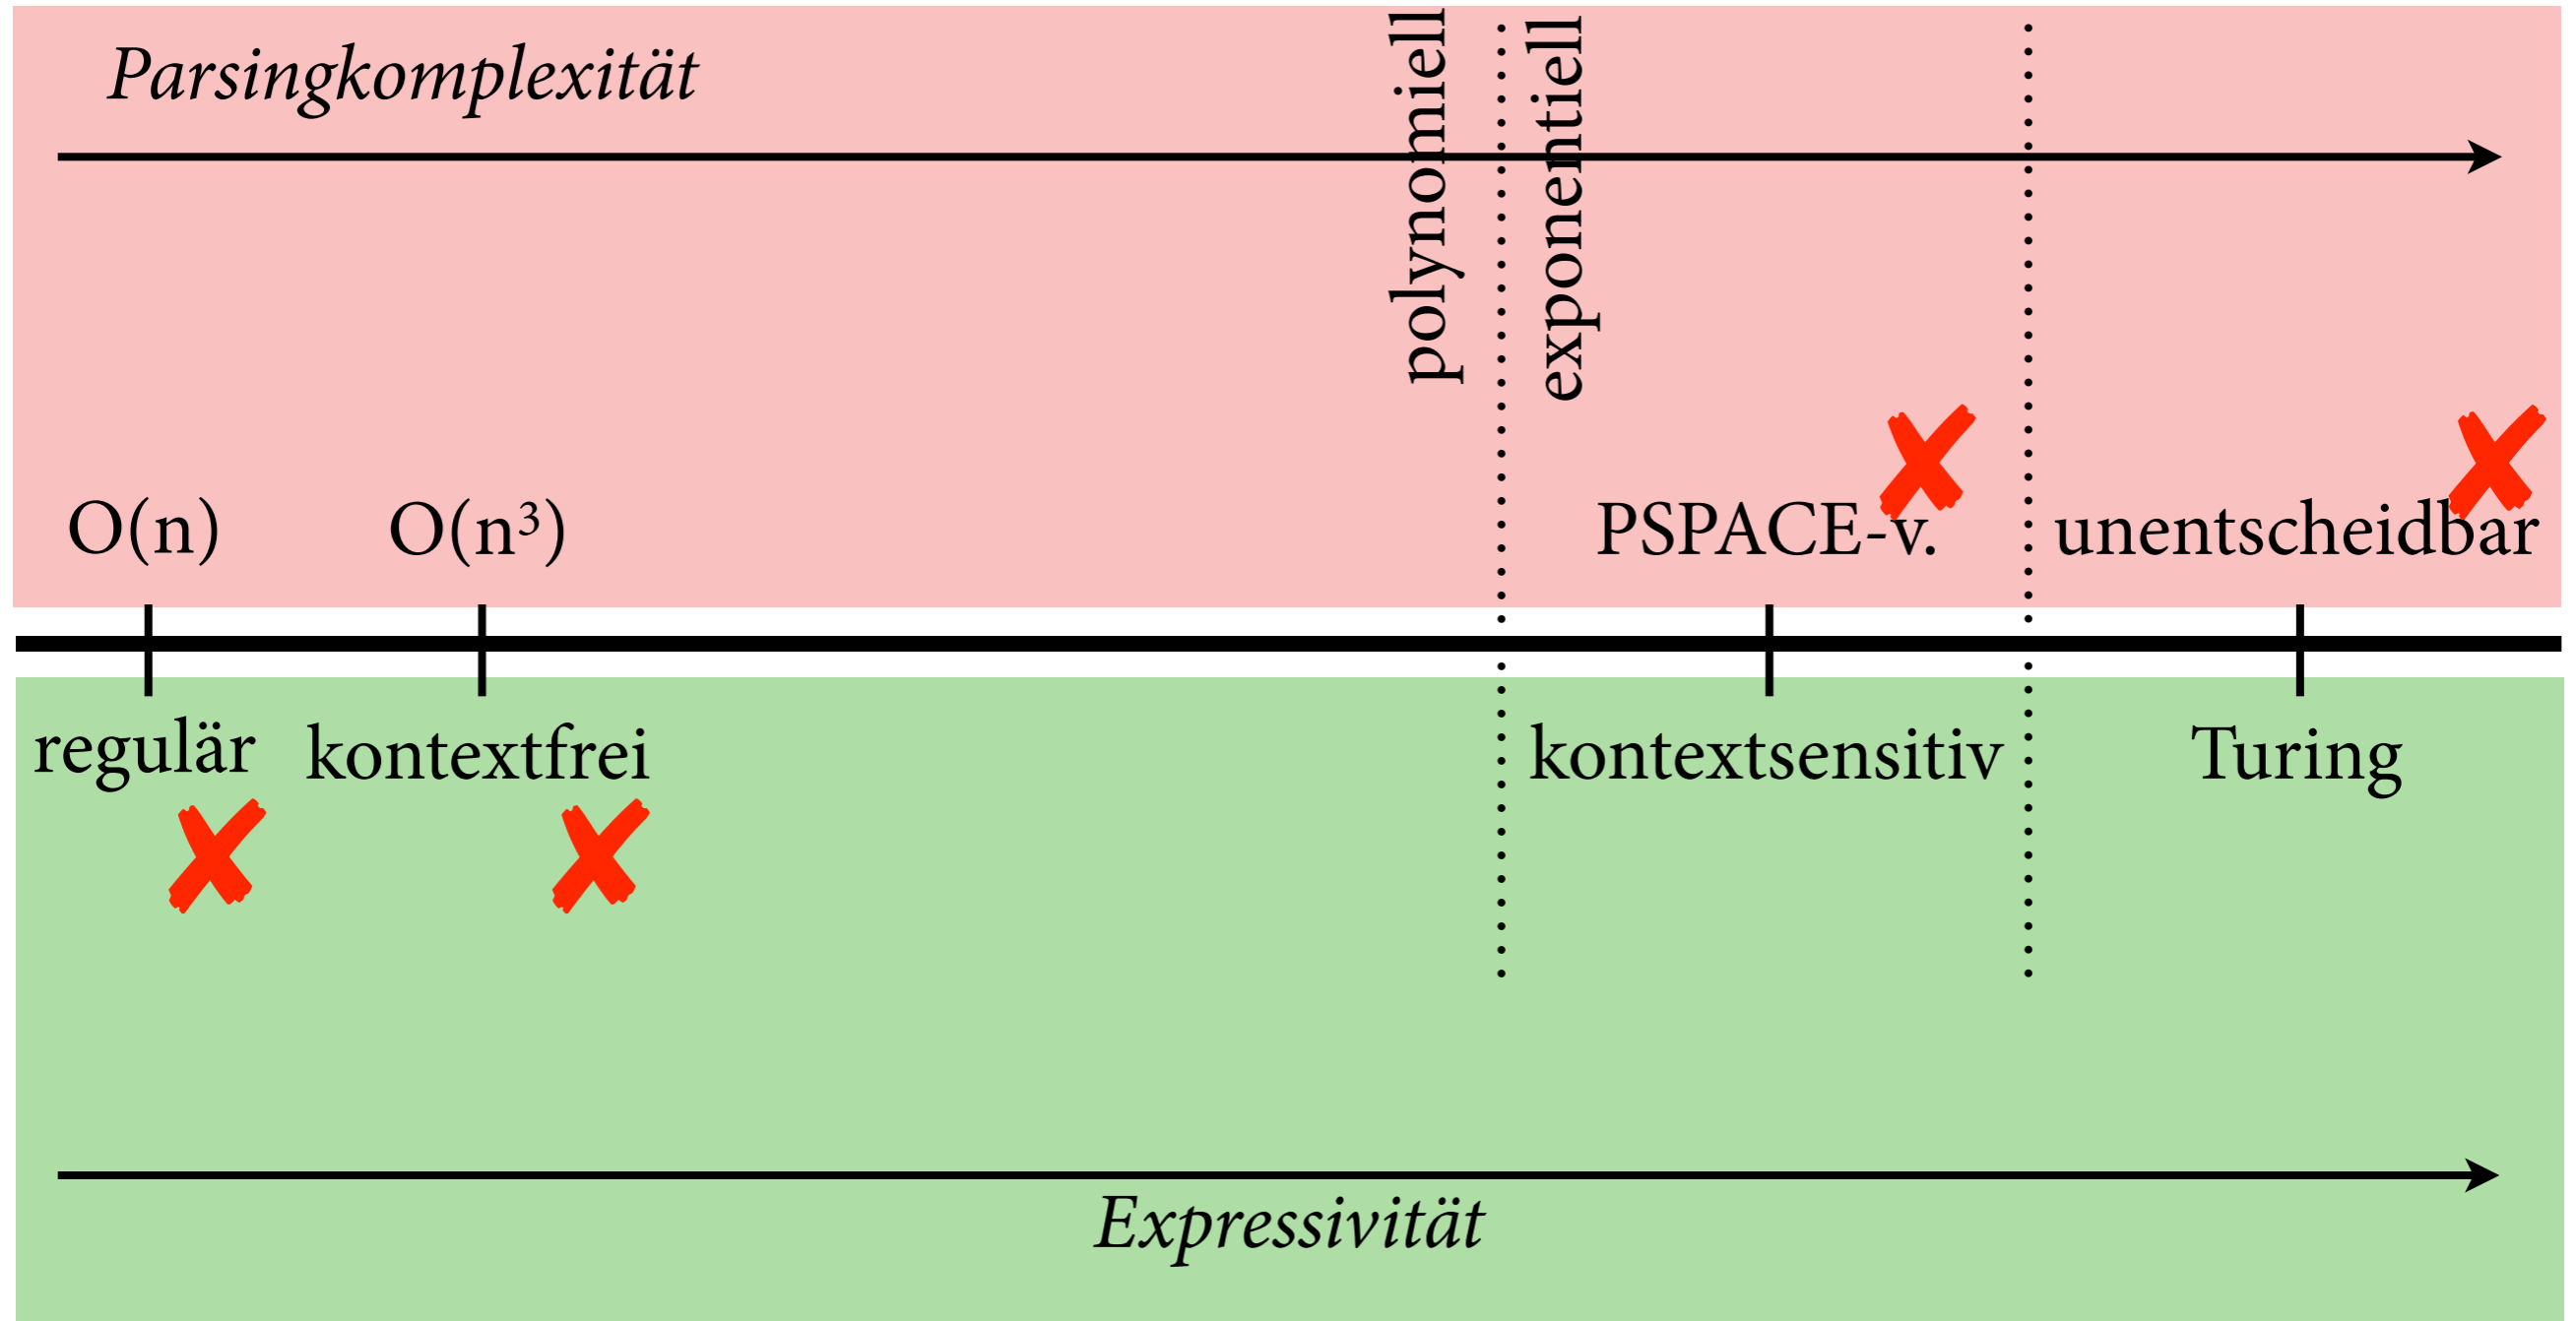 Parsingkomplexität
polynomiell
exponentiell
O(n)
O(n³)
PSPACE-v.
unentscheidbar
regulär
kontextfrei
kontextsensitiv
Turing
Expressivität